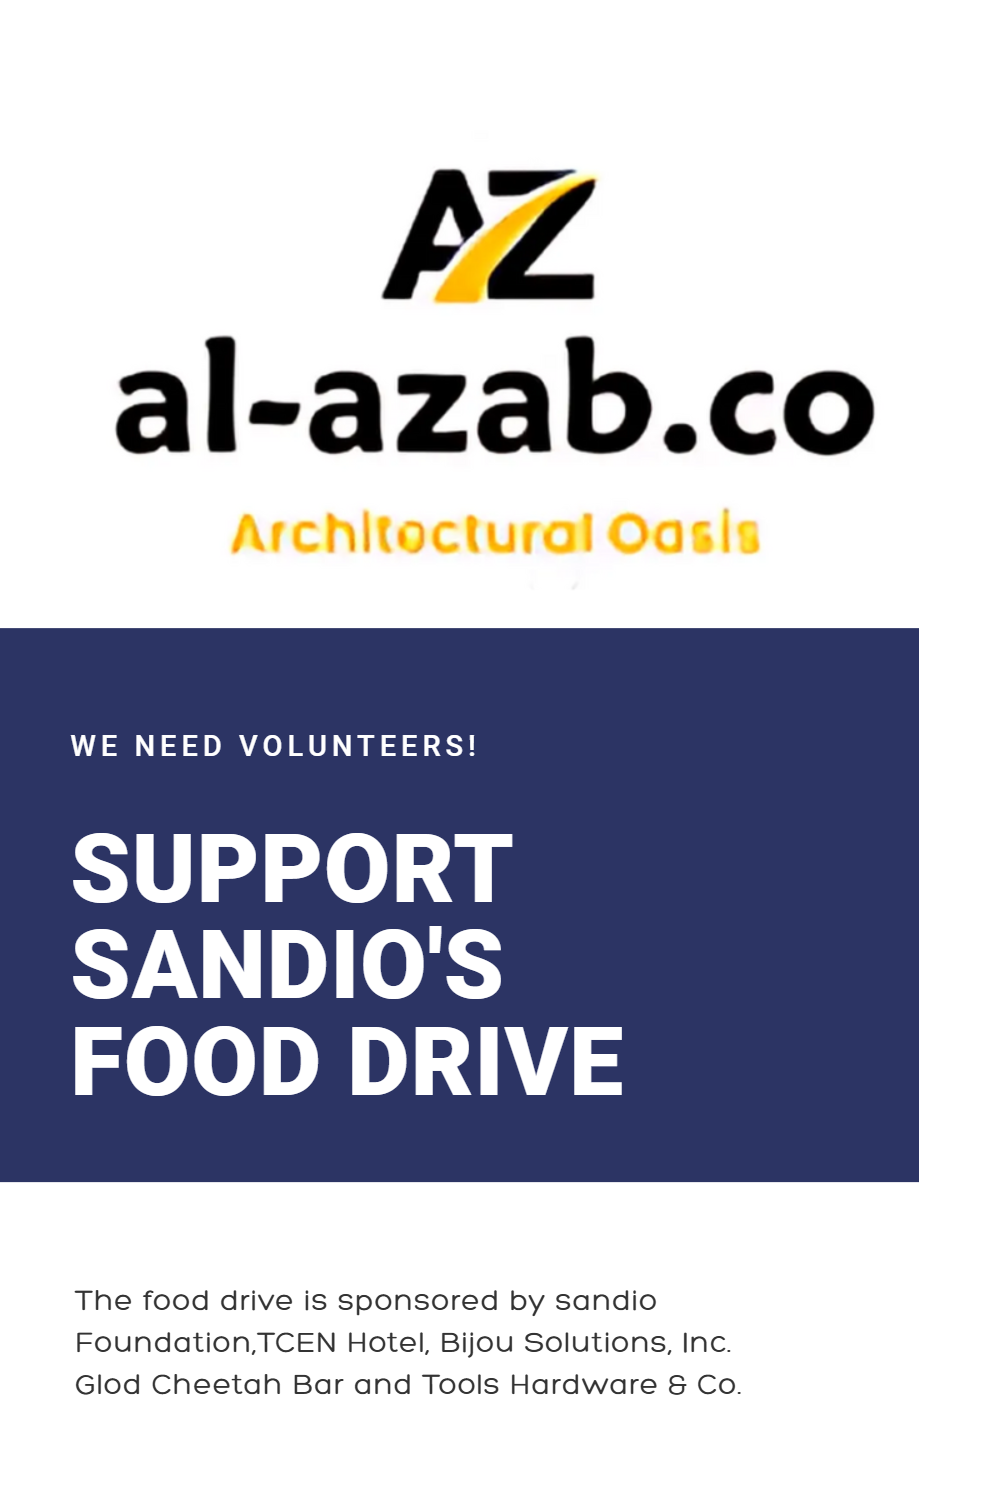 AZ
al-azab.co
Architoctural Oasis
WE NEED VOLUNTEERS!
SUPPORT
SANDIO'S
FOOD DRIVE
The food drive is sponsored by sandio
Foundation,TCEN Hotel, Bijou Solutions, Inc.
Glod Cheetah Bar and Tools Hardware & Co.